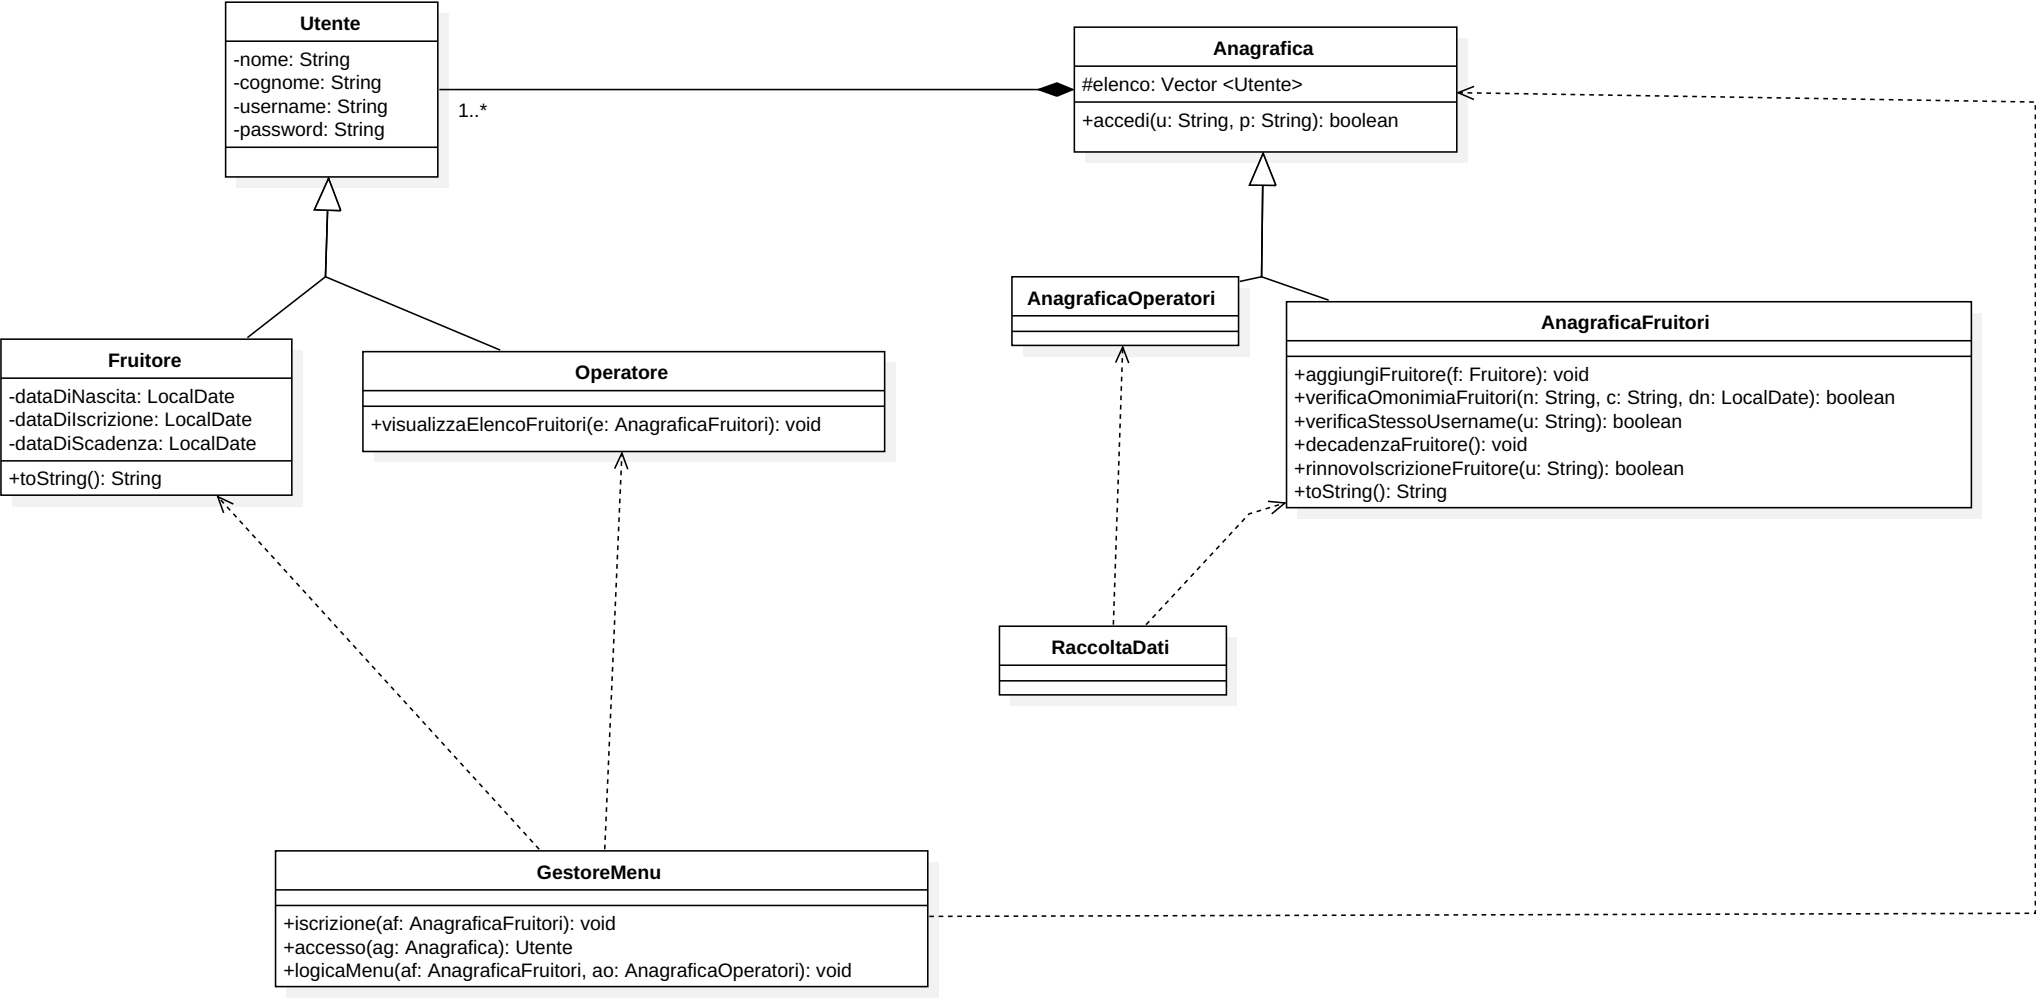 Utente
-nome: String
-cognome: String
-username: String
-password: String
1..*
Anagrafica
#elenco: Vector <Utente>
+accedi(u: String, p: String): boolean
Fruitore
-dataDiNascita: LocalDate
-dataDiIscrizione: LocalDate
-dataDiScadenza: LocalDate
+toString(): String
Operatore
+visualizzaElencoFruitori(e: AnagraficaFruitori): void
AnagraficaOperatori
AnagraficaFruitori
+aggiungiFruitore(f: Fruitore): void
+verificaOmonimiaFruitori(n: String, c: String, dn: LocalDate): boolean
+verificaStessoUsername(u: String): boolean
+decadenzaFruitore(): void
+rinnovoIscrizioneFruitore(u: String): boolean
+toString(): String
RaccoltaDati
GestoreMenu
+iscrizione(af: AnagraficaFruitori): void
+accesso(ag: Anagrafica): Utente
+logicaMenu(af: AnagraficaFruitori, ao: AnagraficaOperatori): void